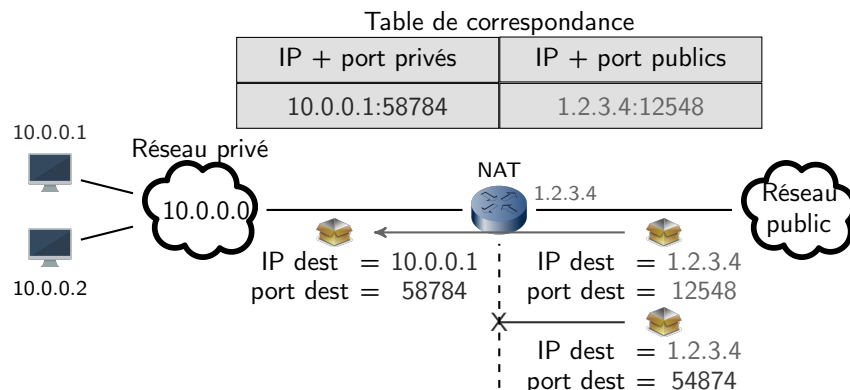 Table de correspondance
IP + port privés IP + port publics
10.0.0.1:58784 1.2.3.4:12548
10.0.0.1
Réseau privé
NAT
10.0.0.0
1.2.3.4
Réseau
public
10.0.0.2
IP dest = 10.0.0.1 IP dest = 1.2.3.4
port dest = 58784 port dest = 12548
X
IP dest = 1.2.3.4
port dest = 54874